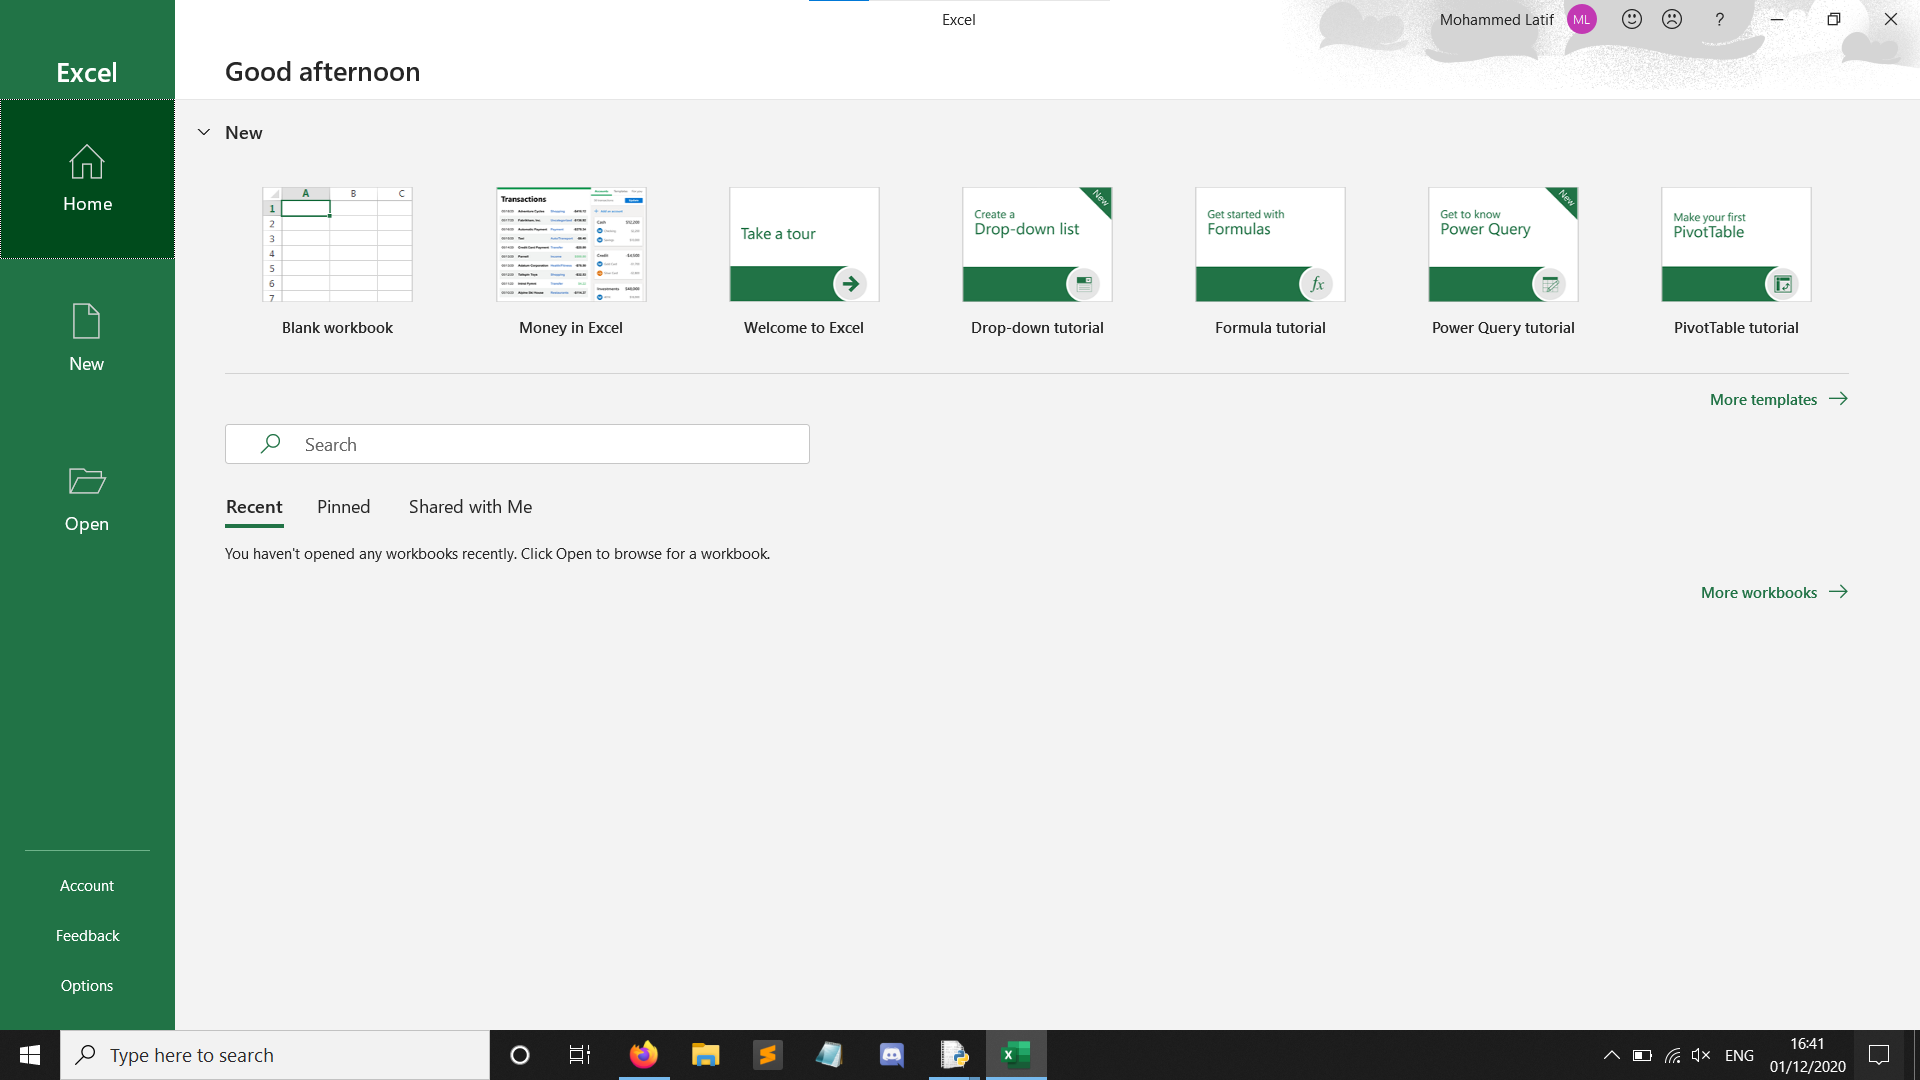 Excel
Mohammed Latif
ML
?
Excel
Good afternoon
Home
New
Open
Account
Feedback
Options
New
A B C
1
2
3
4
5
6
7
Blank workbook
Transactions
Money in Excel
Take a tour
Welcome to Excel
New
Create a
Drop-down list
Drop-down tutorial
Get started with
Formulas
fx
Formula tutorial
New
Get to know
Power Query
Power Query tutorial
Make your first
PivotTable
PivotTable tutorial
More templates
Search
Recent Pinned Shared with Me
You haven't opened any workbooks recently. Click Open to browse for a workbook.
More workbooks
Type here to search
ENG
16:41
01/12/2020